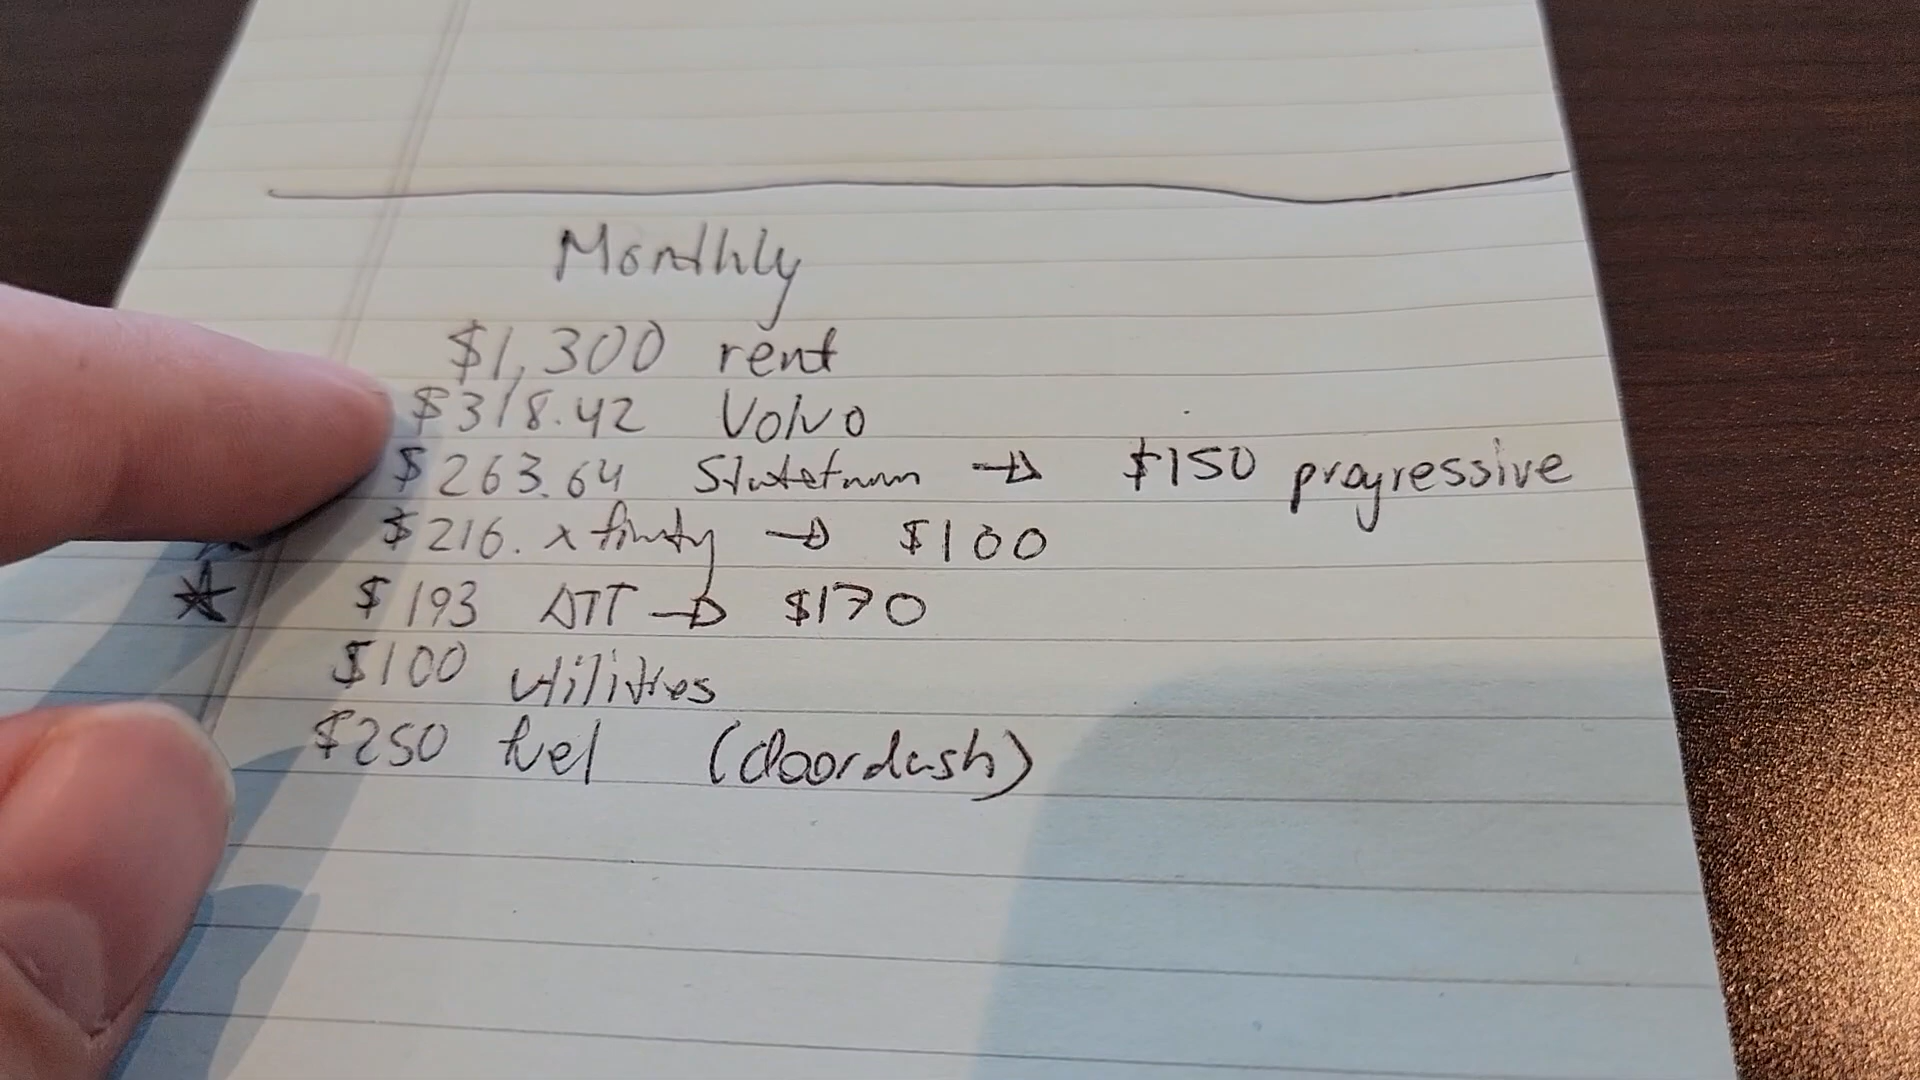 Monthly
$1,300 rent
$318.42 Volvo
$263.64 Statefarm → $150 progressive
$216. xfinity → $100
☆ $193 ATT → $170
$100 utilities
$250 fuel (doordash)